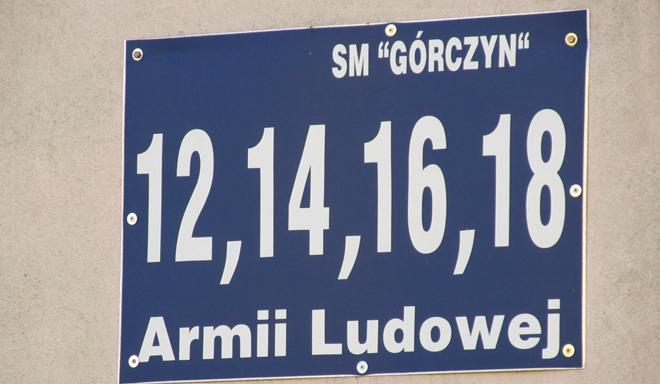 SM “GÓRCZYN“
12,14,16,18
Armii Ludowej